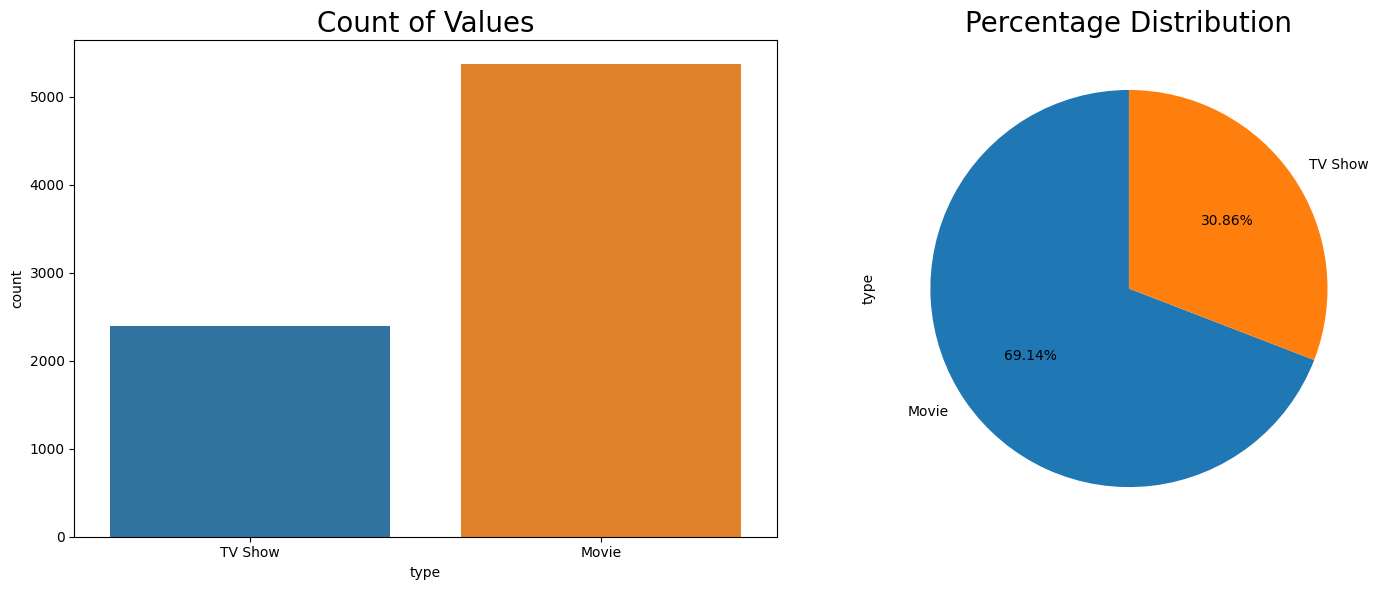 Count of Values
5000
4000
3000
2000
1000
0
count
TV Show
Movie
type
Percentage Distribution
TV Show
30.86%
type
69.14%
Movie